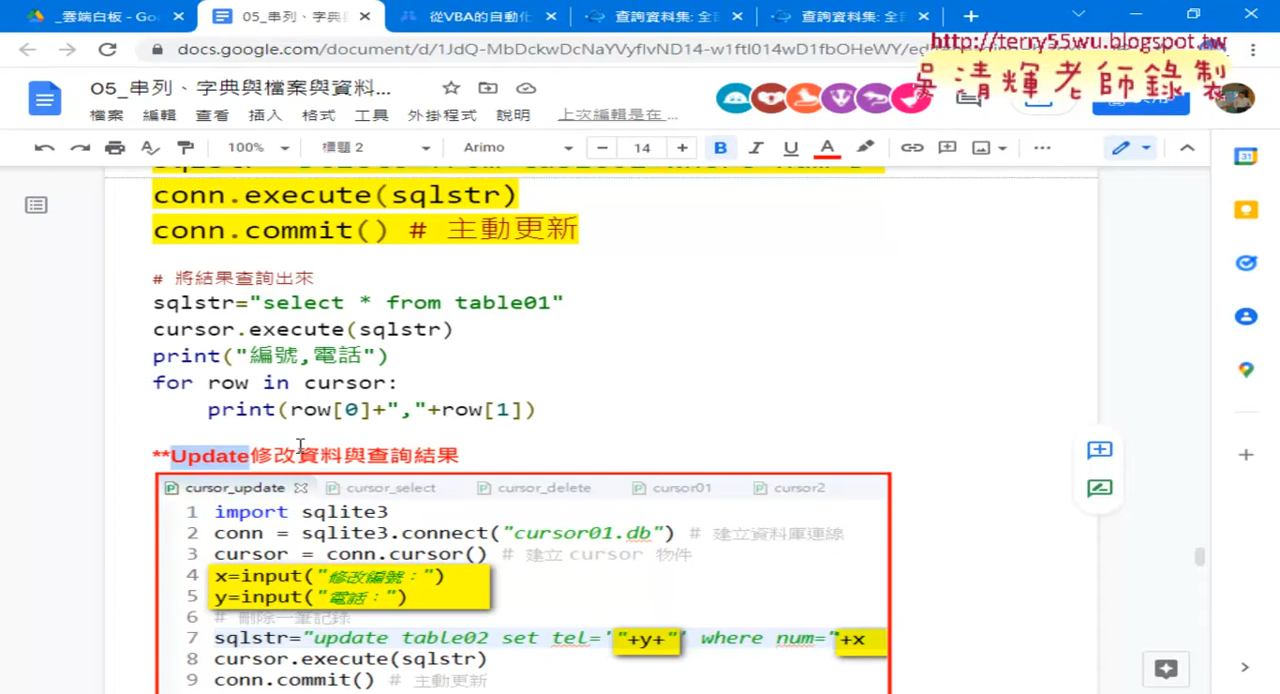 _雲端白板 - Go
05_串列、字典
從VBA的自動化
查詢資料集: 全
查詢資料集: 全
docs.google.com/document/d/1JdQ-MbDckwDcNaYVyflvND14-w1ftI014wD1fbOHeWY/ed
http://terry55wu.blogspot.tw
吳清輝老師錄製
05_串列、字典與檔案與資料...
檔案 編輯 查看 插入 格式 工具 外掛程式 說明 上次編輯是在 ...
100% 標題 2 Arimo 14 B I U A
conn.execute(sqlstr)
conn.commit() # 主動更新
# 將結果查詢出來
sqlstr="select * from table01"
cursor.execute(sqlstr)
print("編號,電話")
for row in cursor:
print(row[0]+","+row[1])
**Update修改資料與查詢結果
cursor_update cursor_select cursor_delete cursor01 cursor2
1 import sqlite3
2 conn = sqlite3.connect("cursor01.db") # 建立資料庫連線
3 cursor = conn.cursor() # 建立 cursor 物件
4 x=input("修改編號：")
5 y=input("電話：")
6 # 刪除一筆記錄
7 sqlstr="update table02 set tel='"+y+"' where num="+x
8 cursor.execute(sqlstr)
9 conn.commit() # 主動更新